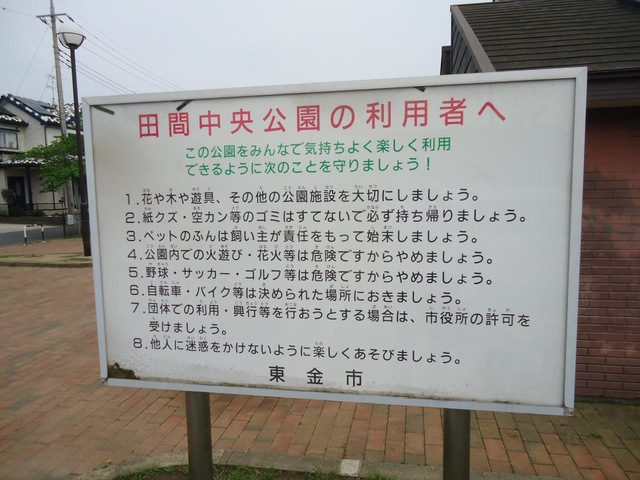 田間中央公園の利用者へ
この公園をみんなで気持ちよく楽しく利用
できるように次のことを守りましょう！
1.花や木や遊具、その他の公園施設を大切にしましょう。
2.紙クズ・空カン等のゴミはすてないで必ず持ち帰りましょう。
3.ペットのふんは飼い主が責任をもって始末しましょう。
4.公園内での火遊び・花火等は危険ですからやめましょう。
5.野球・サッカー・ゴルフ等は危険ですからやめましょう。
6.自転車・バイク等は決められた場所におきましょう。
7.団体での利用・興行等を行おうとする場合は、市役所の許可を
受けましょう。
8.他人に迷惑をかけないように楽しくあそびましょう。
東金市